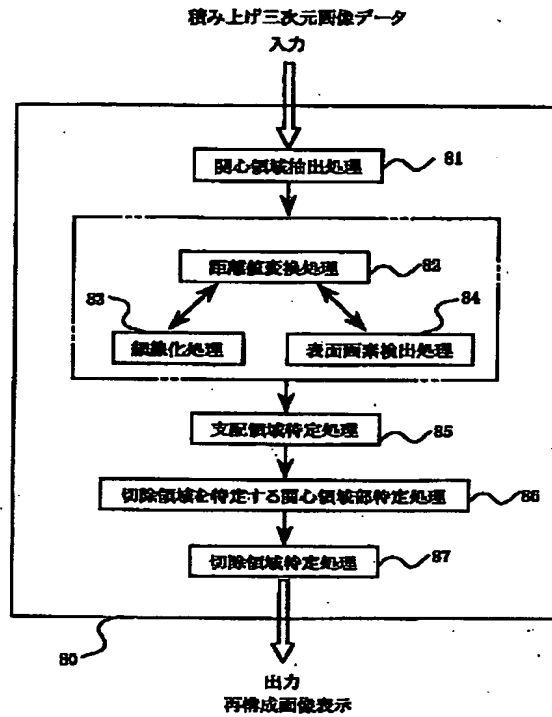 積み上げ三次元画像データ
入力
関心領域抽出処理
81
距離値変換処理
82
83
84
細線化処理
表面画素検出処理
支配領域特定処理
85
切除領域を特定する関心領域部特定処理
86
切除領域特定処理
87
80
出力
再構成画像表示